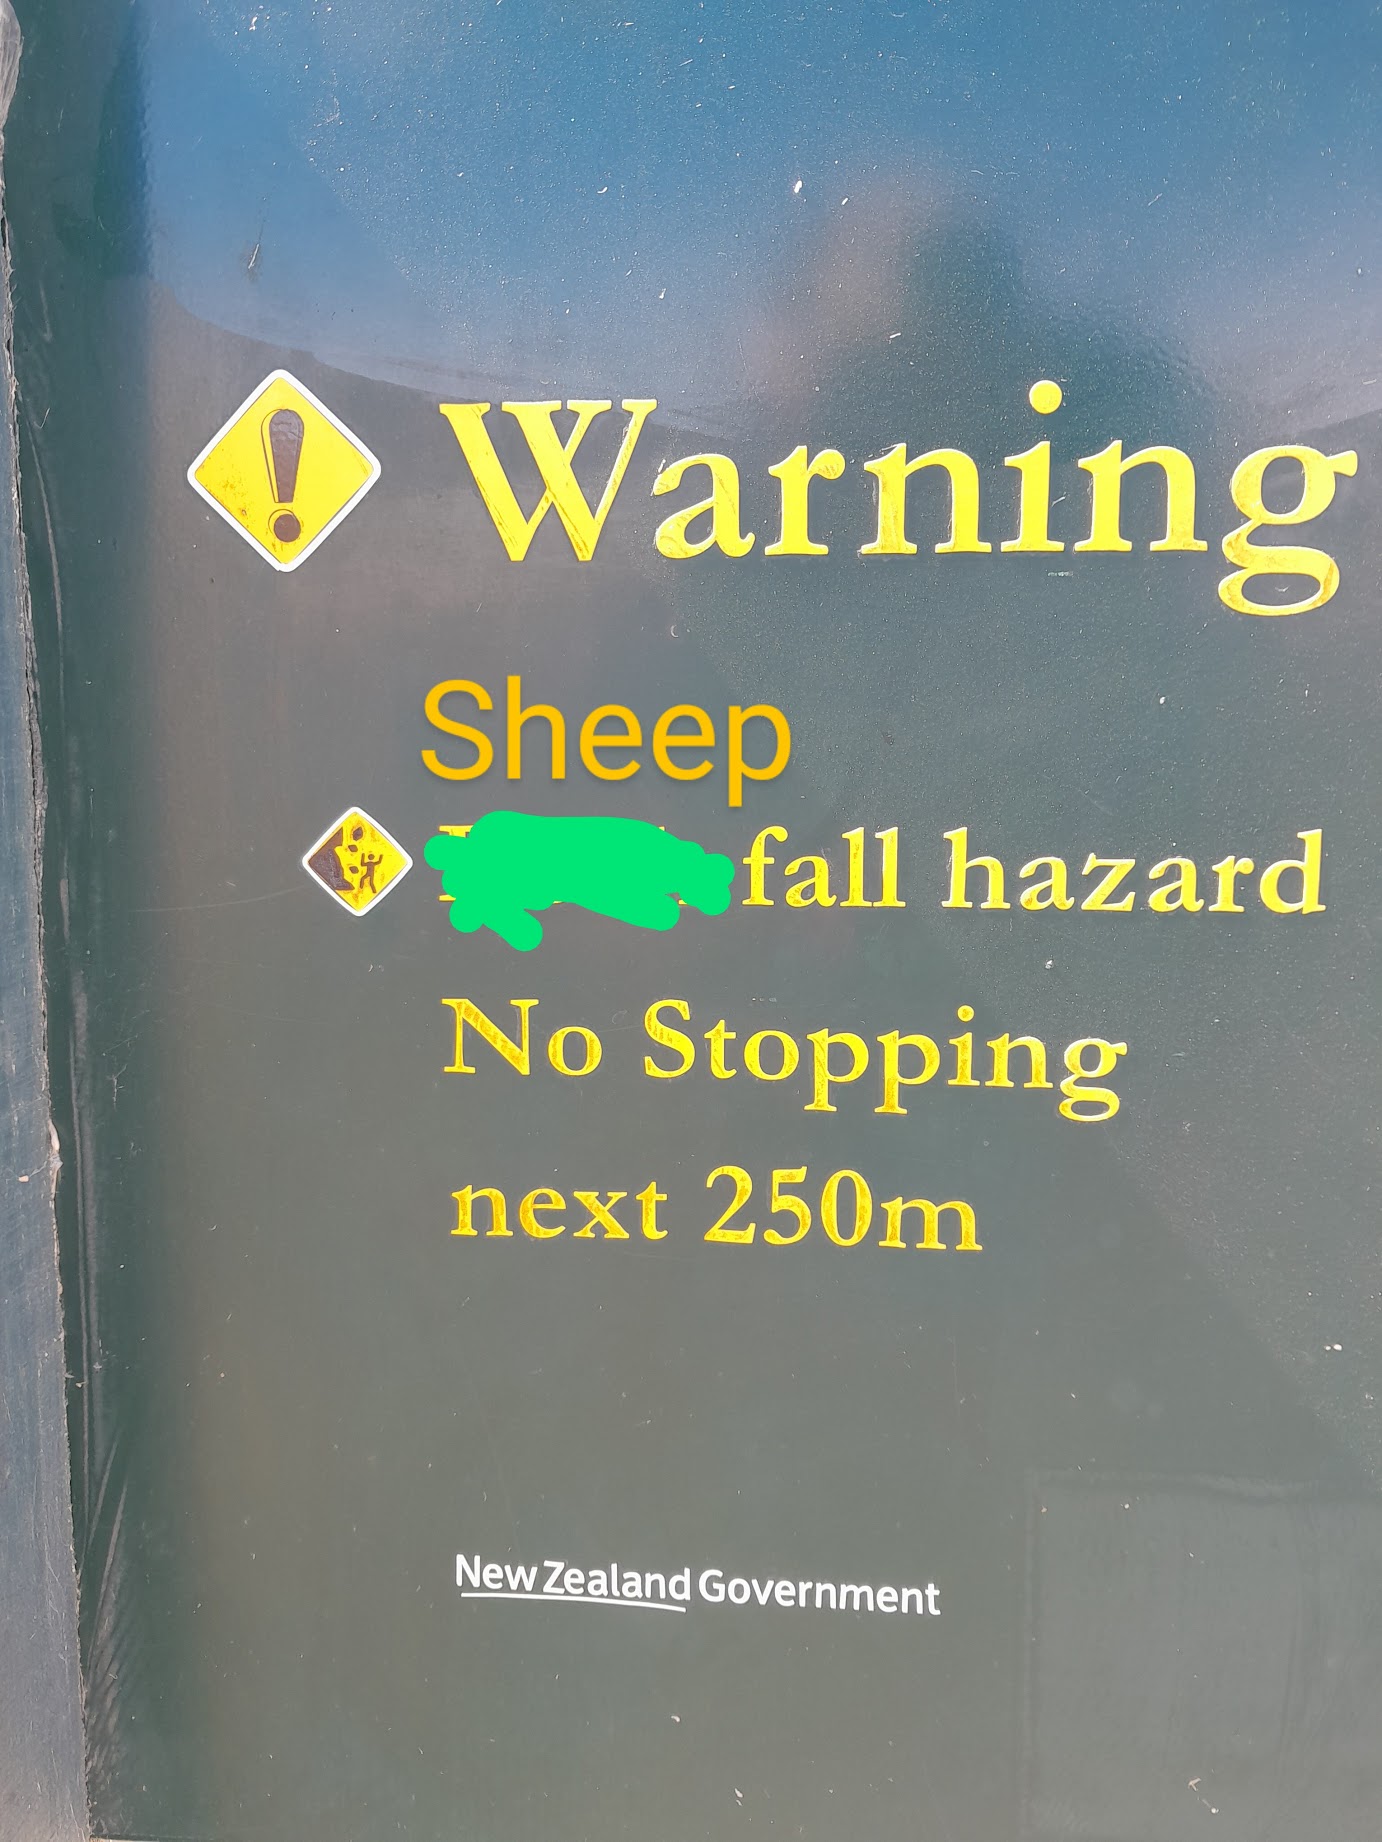 Warning
Sheep
fall hazard
No Stopping
next 250m
New Zealand Government